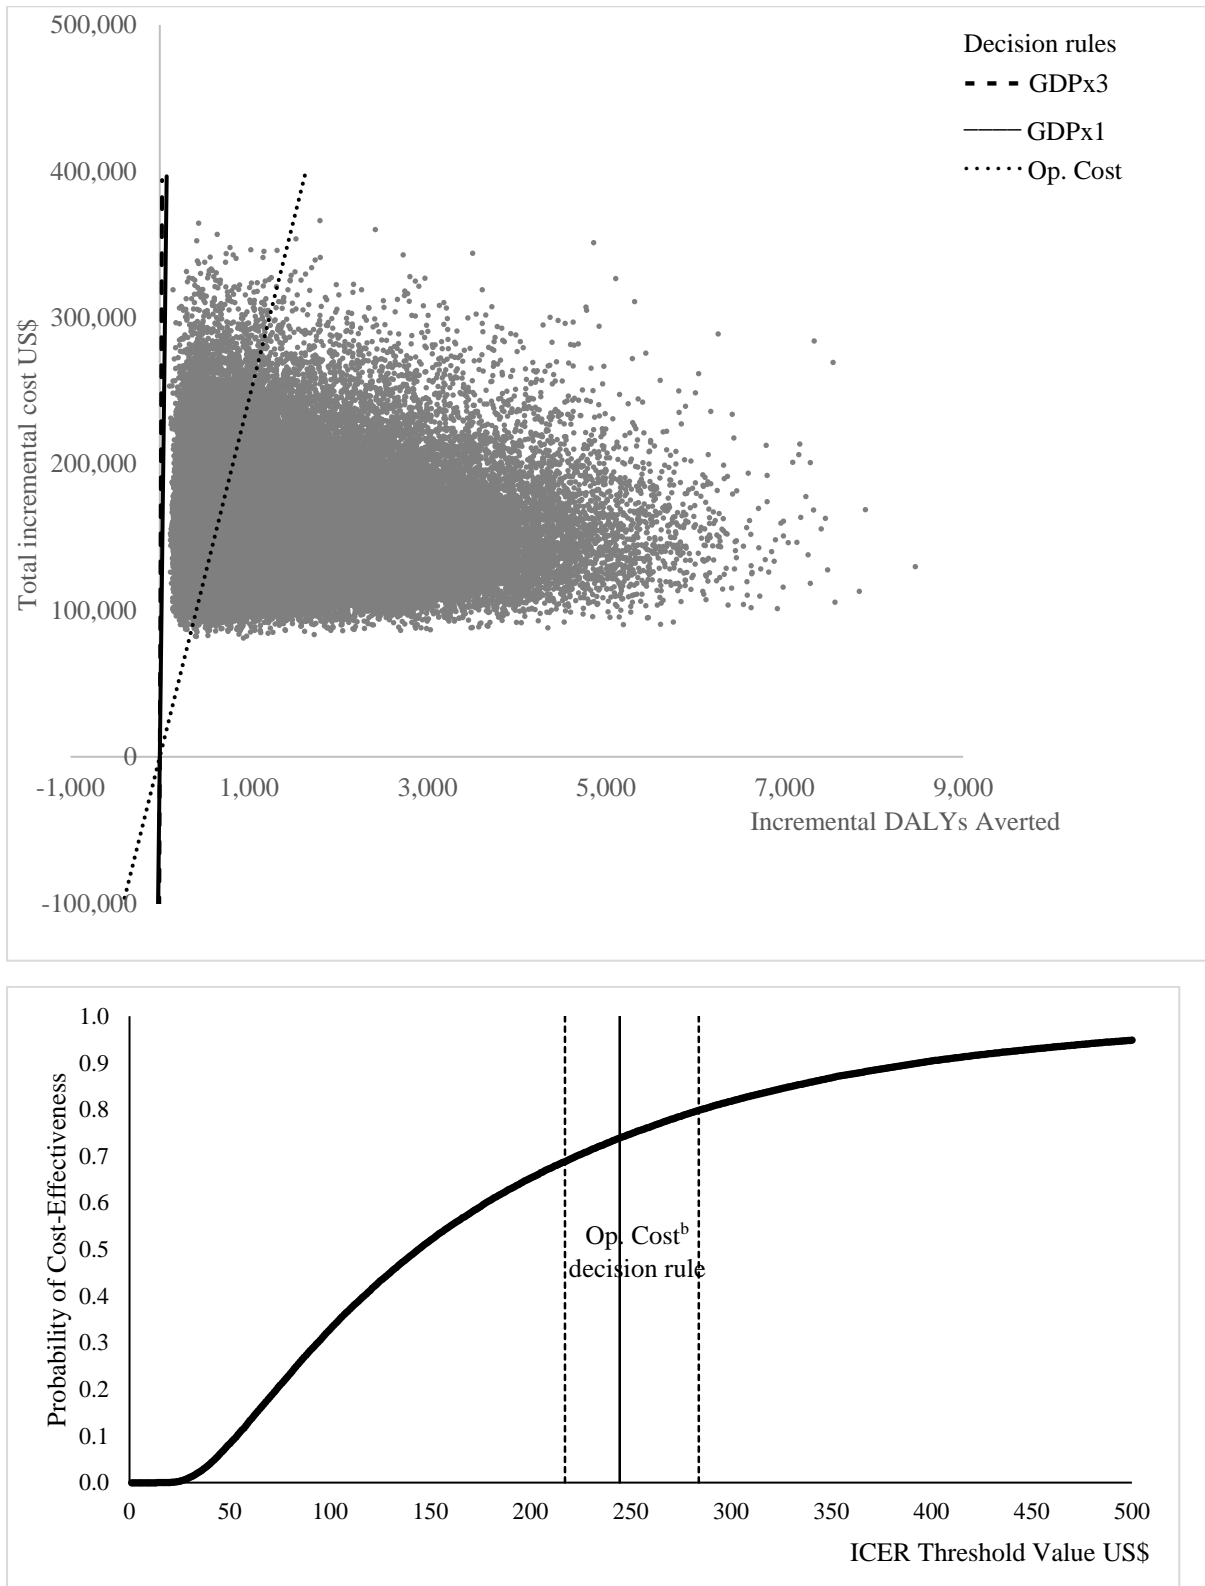 500,000
Decision rules
GDPx3
GDPx1
400,000
Op. Cost
300,000
Total incremental cost US$
200,000
100,000
0
-1,000 1,000 3,000 5,000 7,000 9,000
Incremental DALYs Averted
-100,000
1.0
0.9
0.8
0.7
0.6
Probability of Cost-Effectiveness
Op. Costᵇ
decision rule
0.5
0.4
0.3
0.2
0.1
0.0
0 50 100 150 200 250 300 350 400 450 500
ICER Threshold Value US$